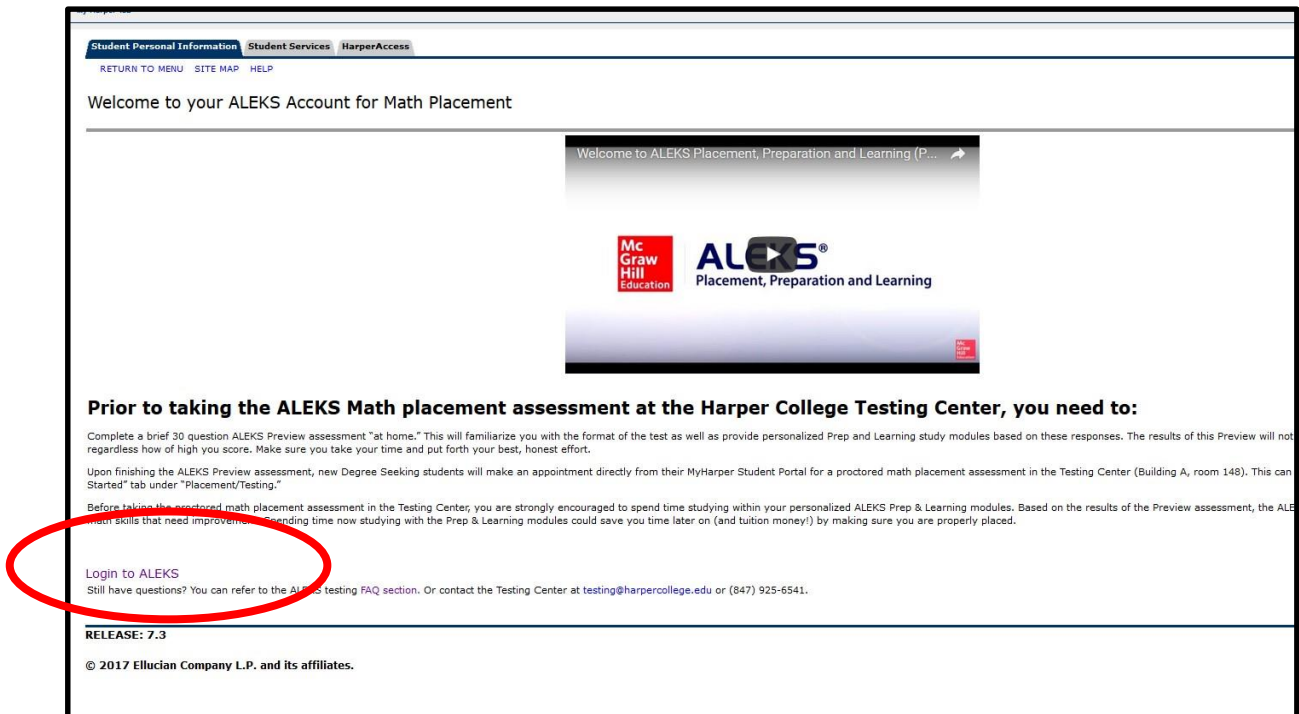 Student Personal Information Student Services HarperAccess
RETURN TO MENU SITE MAP HELP
Welcome to your ALEKS Account for Math Placement
Welcome to ALEKS Placement, Preparation and Learning (P...
Mc
Graw
Hill
Education
ALEKS®
Placement, Preparation and Learning
Mc
Graw
Hill
Education
Prior to taking the ALEKS Math placement assessment at the Harper College Testing Center, you need to:
Complete a brief 30 question ALEKS Preview assessment "at home." This will familiarize you with the format of the test as well as provide personalized Prep and Learning study modules based on these responses. The results of this Preview will not
regardless how of high you score. Make sure you take your time and put forth your best, honest effort.
Upon finishing the ALEKS Preview assessment, new Degree Seeking students will make an appointment directly from their MyHarper Student Portal for a proctored math placement assessment in the Testing Center (Building A, room 148). This can
Started" tab under "Placement/Testing."
Before taking the proctored math placement assessment in the Testing Center, you are strongly encouraged to spend time studying within your personalized ALEKS Prep & Learning modules. Based on the results of the Preview assessment, the ALE
math skills that need improvement. Spending time now studying with the Prep & Learning modules could save you time later on (and tuition money!) by making sure you are properly placed.
Login to ALEKS
Still have questions? You can refer to the ALEKS testing FAQ section. Or contact the Testing Center at testing@harpercollege.edu or (847) 925-6541.
RELEASE: 7.3
© 2017 Ellucian Company L.P. and its affiliates.